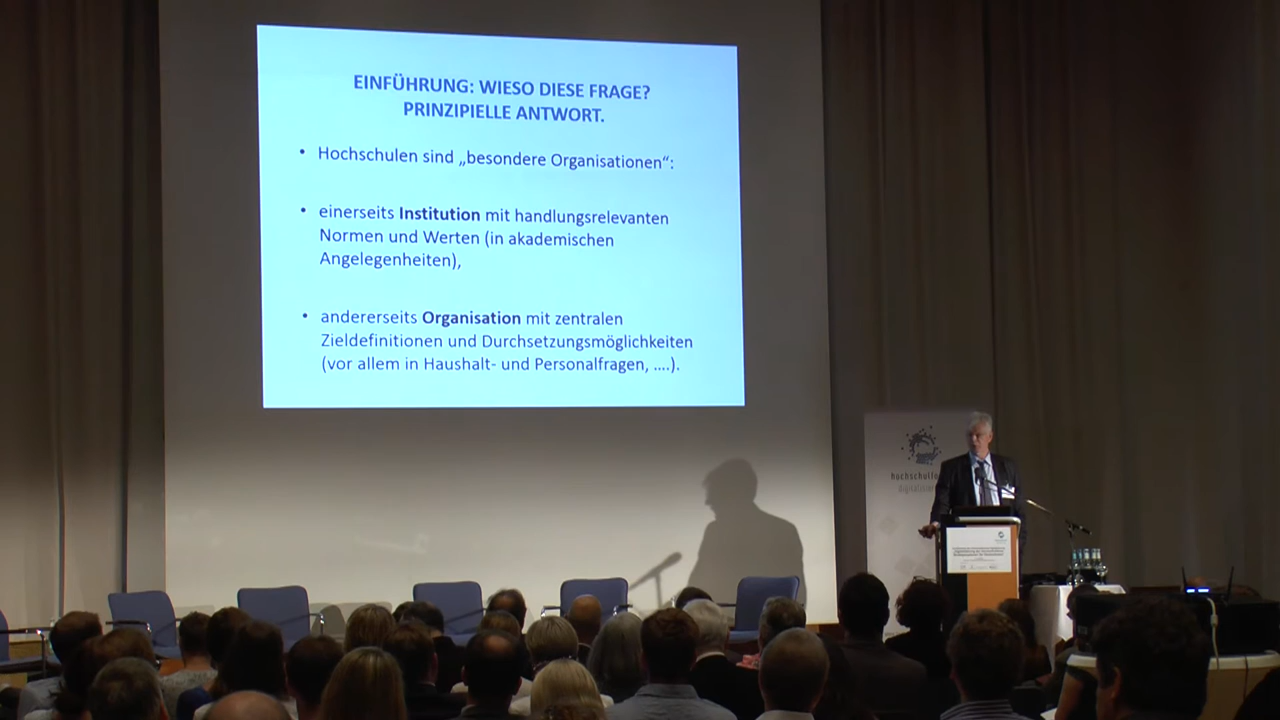 EINFÜHRUNG: WIESO DIESE FRAGE?
PRINZIPIELLE ANTWORT.
• Hochschulen sind „besondere Organisationen“:
• einerseits Institution mit handlungsrelevanten
Normen und Werten (in akademischen
Angelegenheiten),
• andererseits Organisation mit zentralen
Zieldefinitionen und Durchsetzungsmöglichkeiten
(vor allem in Haushalt- und Personalfragen, ....).